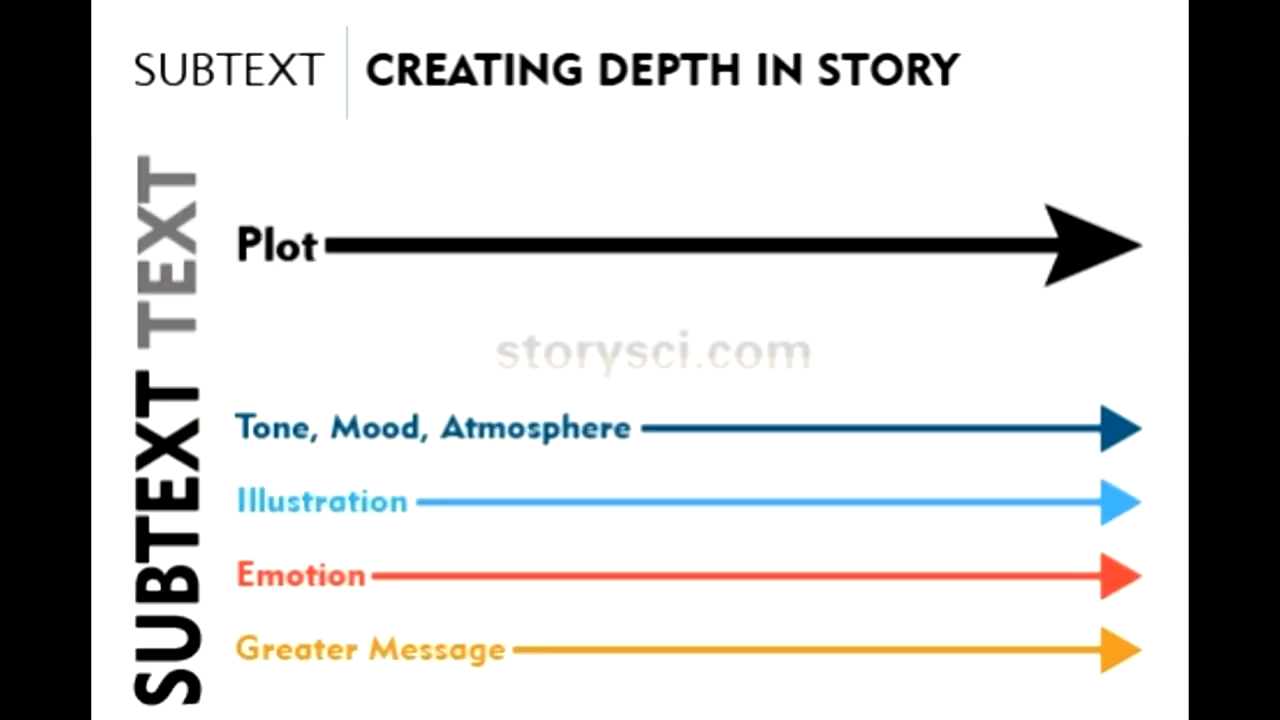 SUBTEXT | CREATING DEPTH IN STORY
TEXT
Plot
storysci.com
SUBTEXT
Tone, Mood, Atmosphere
Illustration
Emotion
Greater Message